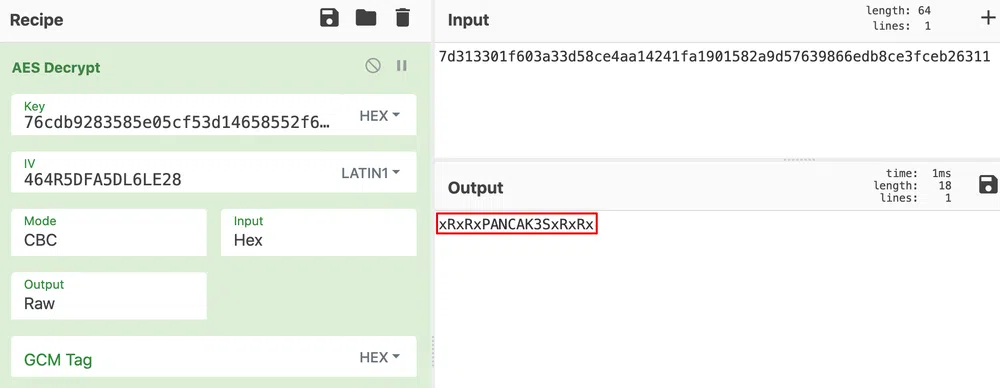 Recipe
AES Decrypt
Key
76cdb9283585e05cf53d14658552f6…
HEX
IV
464R5DFA5DL6LE28
LATIN1
Mode
CBC
Input
Hex
Output
Raw
GCM Tag
HEX
Input
length: 64
lines: 1
7d313301f603a33d58ce4aa14241fa1901582a9d57639866edb8ce3fceb26311
Output
time: 1ms
length: 18
lines: 1
xRxRxPANCAK3SxRxRx